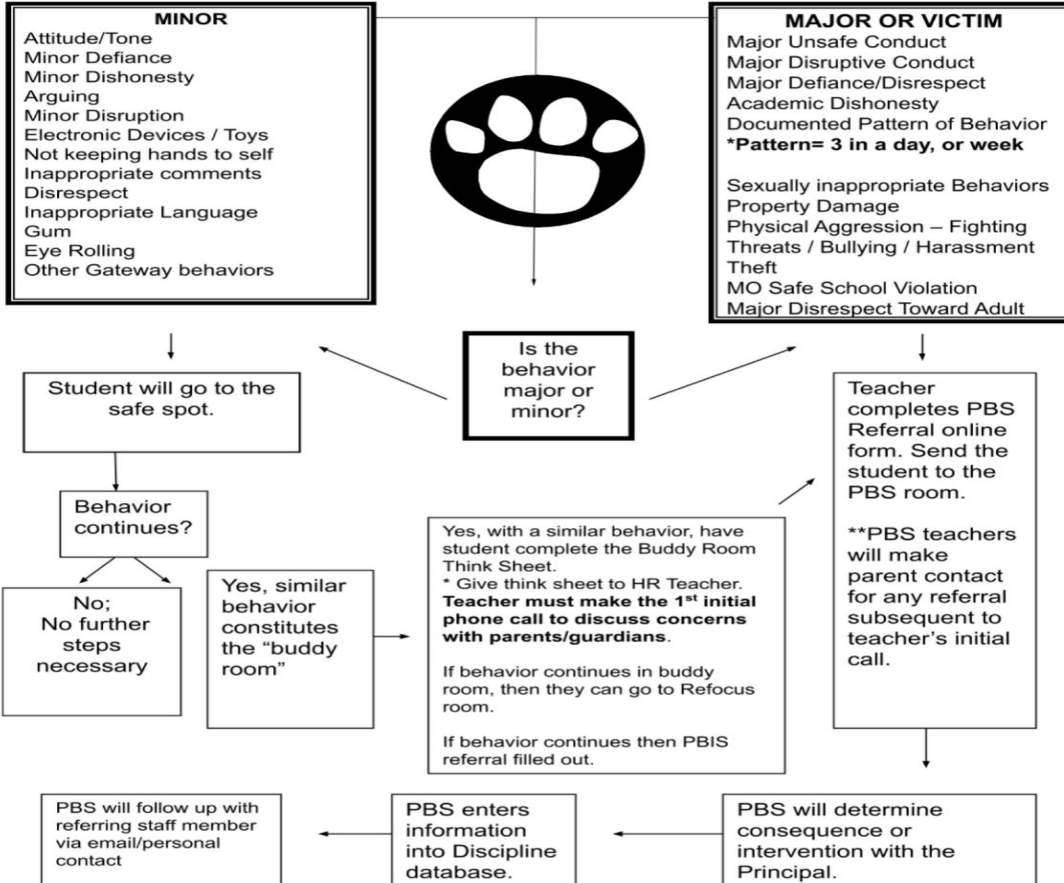 MINOR
Attitude/Tone
Minor Defiance
Minor Dishonesty
Arguing
Minor Disruption
Electronic Devices / Toys
Not keeping hands to self
Inappropriate comments
Disrespect
Inappropriate Language
Gum
Eye Rolling
Other Gateway behaviors
MAJOR OR VICTIM
Major Unsafe Conduct
Major Disruptive Conduct
Major Defiance/Disrespect
Academic Dishonesty
Documented Pattern of Behavior
*Pattern= 3 in a day, or week
Sexually inappropriate Behaviors
Property Damage
Physical Aggression – Fighting
Threats / Bullying / Harassment
Theft
MO Safe School Violation
Major Disrespect Toward Adult
Is the
behavior
major or
minor?
Student will go to the
safe spot.
Behavior
continues?
No;
No further
steps
necessary
Yes, similar
behavior
constitutes
the “buddy
room”
Yes, with a similar behavior, have
student complete the Buddy Room
Think Sheet.
* Give think sheet to HR Teacher.
Teacher must make the 1st initial
phone call to discuss concerns
with parents/guardians.
If behavior continues in buddy
room, then they can go to Refocus
room.
If behavior continues then PBIS
referral filled out.
Teacher
completes PBS
Referral online
form. Send the
student to the
PBS room.
**PBS teachers
will make
parent contact
for any referral
subsequent to
teacher’s initial
call.
PBS will determine
consequence or
intervention with the
Principal.
PBS enters
information
into Discipline
database.
PBS will follow up with
referring staff member
via email/personal
contact